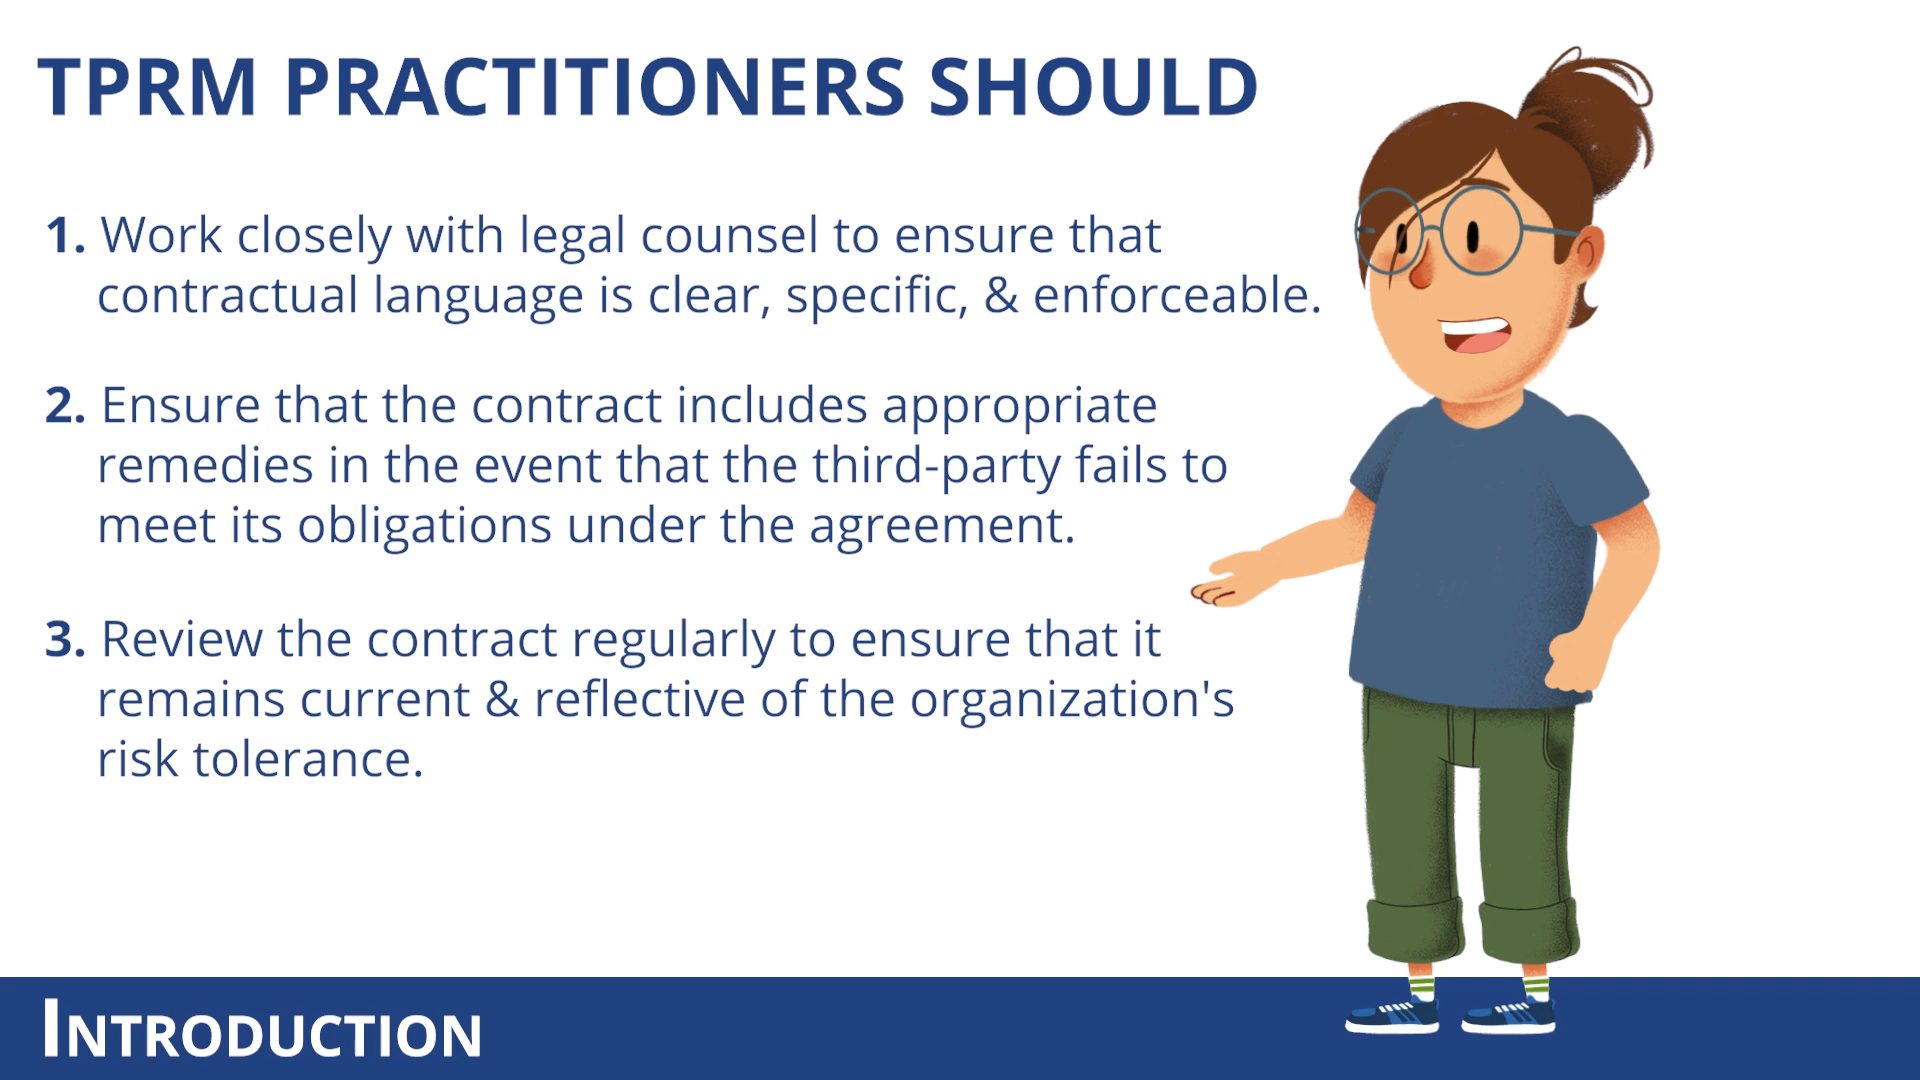 TPRM PRACTITIONERS SHOULD
1. Work closely with legal counsel to ensure that
contractual language is clear, specific, & enforceable.
2. Ensure that the contract includes appropriate
remedies in the event that the third-party fails to
meet its obligations under the agreement.
3. Review the contract regularly to ensure that it
remains current & reflective of the organization's
risk tolerance.
INTRODUCTION